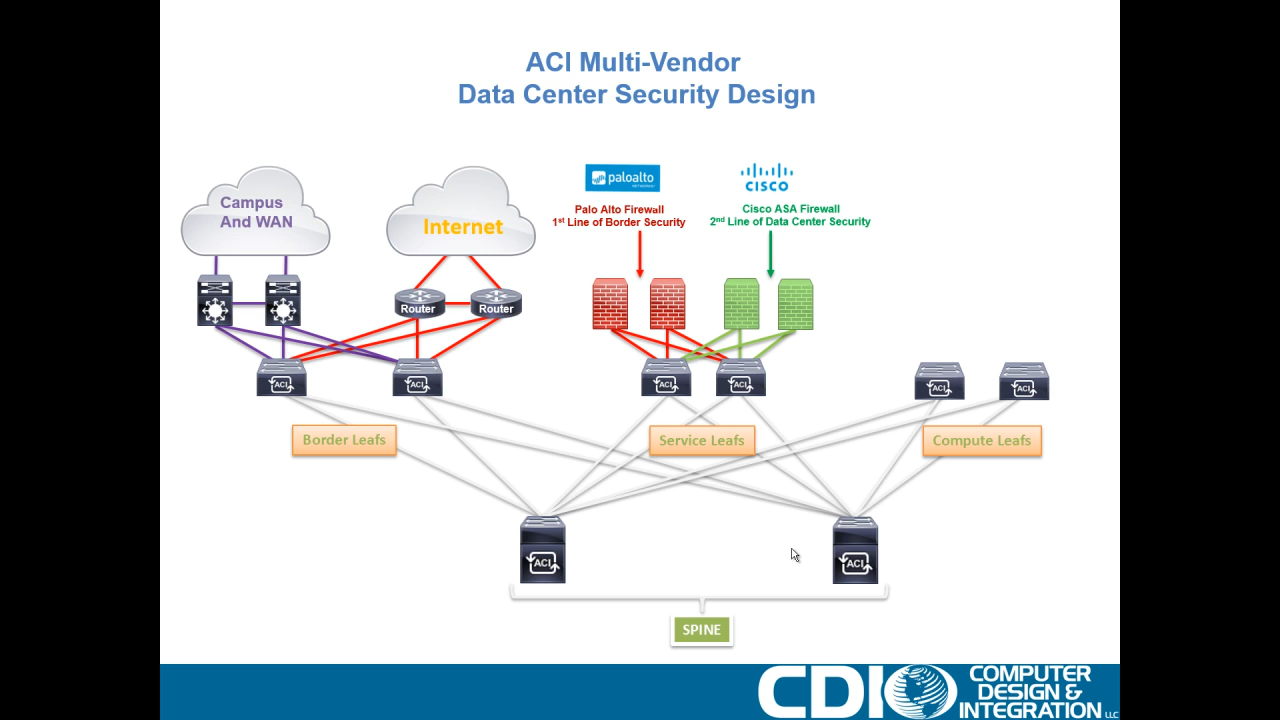 ACI Multi-Vendor
Data Center Security Design
Campus
And WAN
Internet
paloalto
NETWORKS
CISCO
Palo Alto Firewall
1st Line of Border Security
Cisco ASA Firewall
2nd Line of Data Center Security
Router
Router
ACI
ACI
ACI
ACI
ACI
ACI
Border Leafs
Service Leafs
Compute Leafs
ACI
ACI
SPINE
CDI
COMPUTER
DESIGN &
INTEGRATION LLC